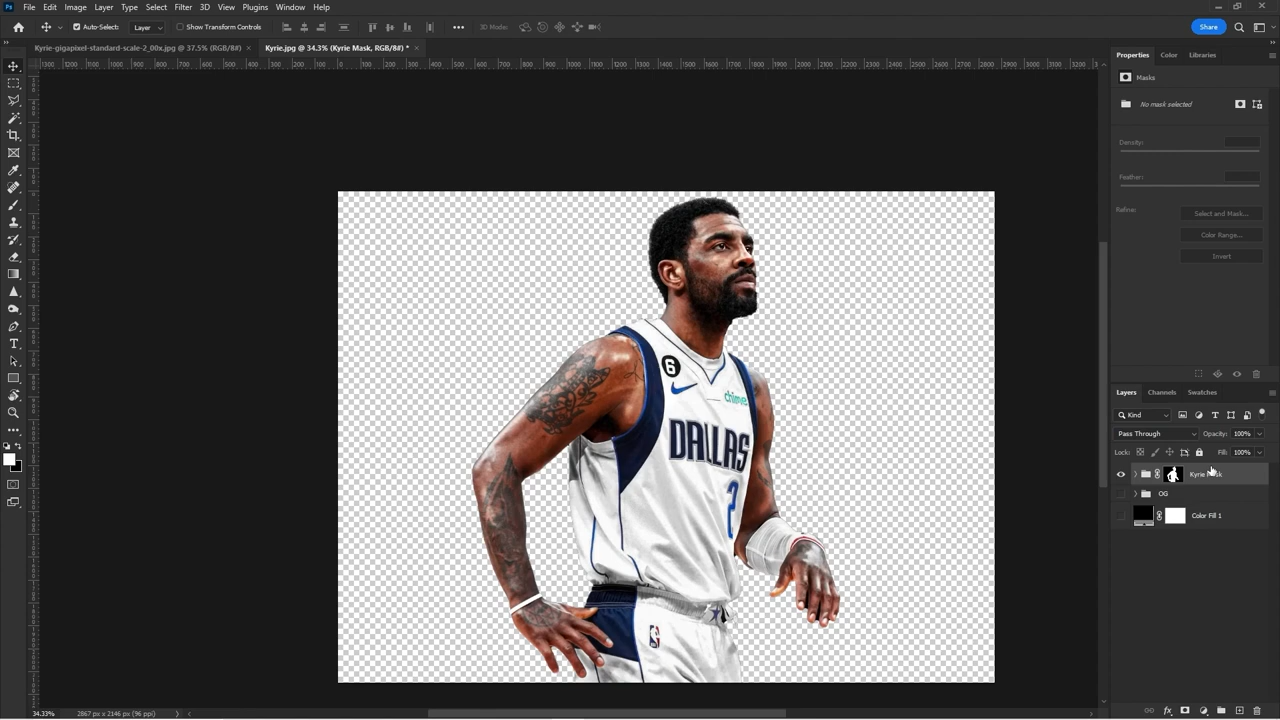 Ps File Edit Image Layer Type Select Filter 3D View Plugins Window Help
Auto-Select: Layer Show Transform Controls 3D Mode: Share
Kyrie-gigapixel-standard-scale-2_00x.jpg @ 37.5% (RGB/8#) × Kyrie.jpg @ 34.3% (Kyrie Mask, RGB/8#) * ×
Properties Color Libraries
Masks
No mask selected
Density:
Feather:
Refine: Select and Mask...
Color Range...
Invert
6
chime
DALLAS
2
Layers Channels Swatches
Kind
Pass Through Opacity: 100%
Lock: Fill: 100%
Kyrie Mask
OG
Color Fill 1
34.33% 2867 px x 2146 px (96 ppi)